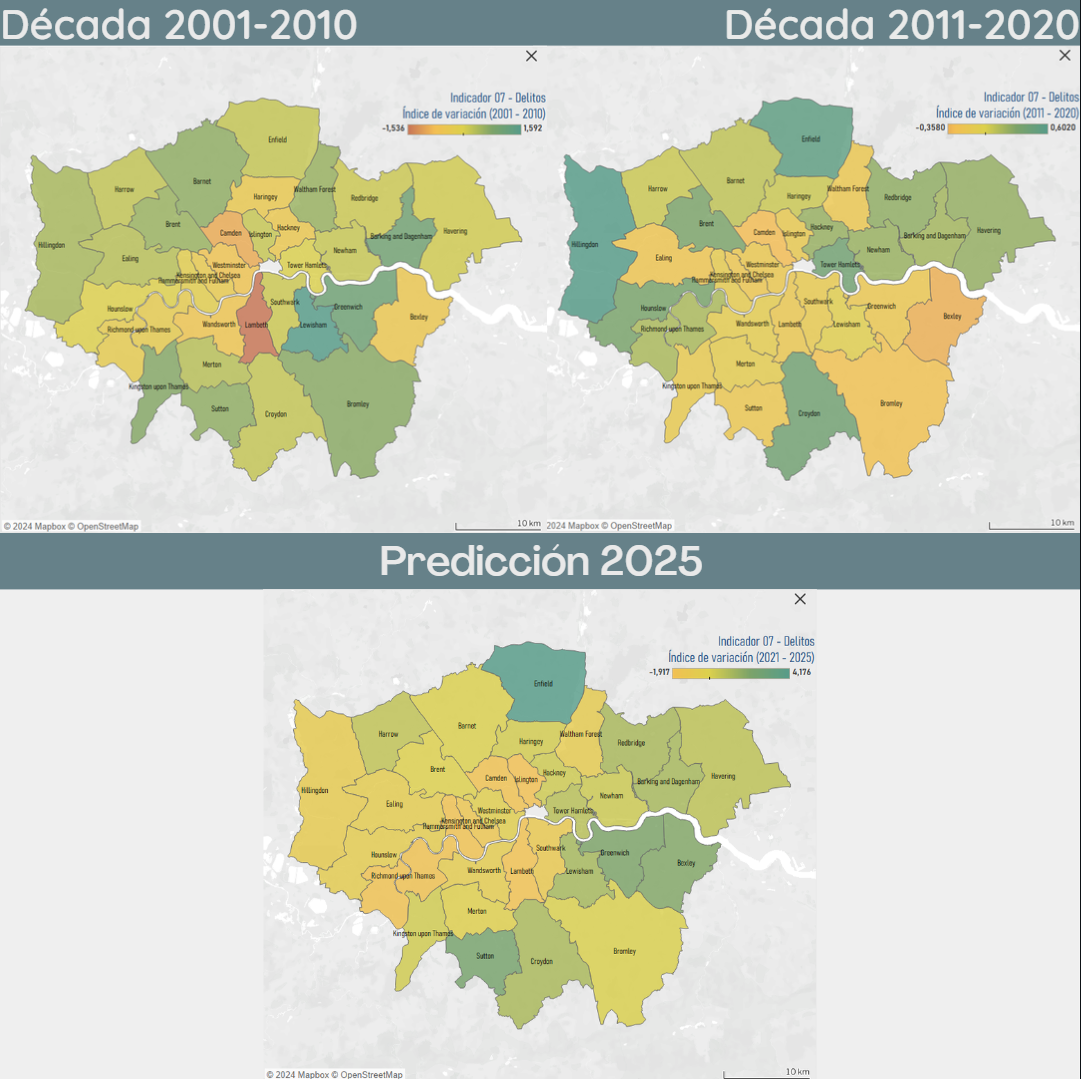 Década 2001-2010
Década 2011-2020
×
Indicador 07 - Delitos
Índice de variación (2001 - 2010)
-1,536
1,592
Enfield
Barnet
Harrow
Haringey
Waltham Forest
Redbridge
Brent
Camden
Islington
Hackney
Barking and Dagenham
Havering
Hillingdon
Ealing
Westminster
Tower Hamlets
Newham
Kensington and Chelsea
Hammersmith and Fulham
Hounslow
Southwark
Greenwich
Richmond upon Thames
Wandsworth
Lambeth
Lewisham
Bexley
Merton
Kingston upon Thames
Sutton
Croydon
Bromley
© 2024 Mapbox © OpenStreetMap
10 km
×
Indicador 07 - Delitos
Índice de variación (2011 - 2020)
-0,3580
0,6020
Enfield
Barnet
Harrow
Haringey
Waltham Forest
Redbridge
Brent
Camden
Islington
Hackney
Barking and Dagenham
Havering
Hillingdon
Ealing
Westminster
Tower Hamlets
Newham
Kensington and Chelsea
Hammersmith and Fulham
Hounslow
Southwark
Greenwich
Richmond upon Thames
Wandsworth
Lambeth
Lewisham
Bexley
Merton
Kingston upon Thames
Sutton
Croydon
Bromley
2024 Mapbox © OpenStreetMap
10 km
Predicción 2025
×
Indicador 07 - Delitos
Índice de variación (2021 - 2025)
-1,917
4,176
Enfield
Barnet
Harrow
Haringey
Waltham Forest
Redbridge
Brent
Camden
Islington
Hackney
Barking and Dagenham
Havering
Hillingdon
Ealing
Westminster
Tower Hamlets
Newham
Kensington and Chelsea
Hammersmith and Fulham
Hounslow
Southwark
Greenwich
Richmond upon Thames
Wandsworth
Lambeth
Lewisham
Bexley
Merton
Kingston upon Thames
Sutton
Croydon
Bromley
© 2024 Mapbox © OpenStreetMap
10 km